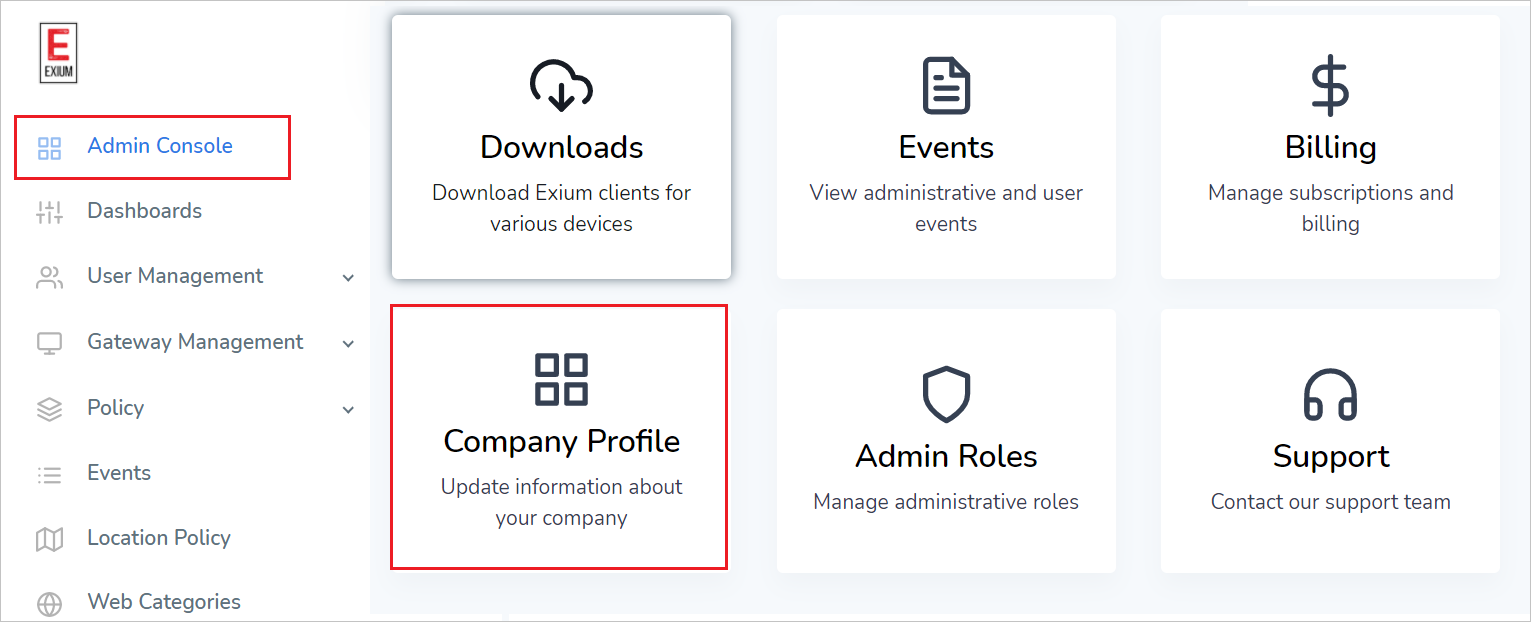 E
EXIUM
Admin Console
Dashboards
User Management
Gateway Management
Policy
Events
Location Policy
Web Categories
Downloads
Download Exium clients for
various devices
Events
View administrative and user
events
Billing
Manage subscriptions and
billing
Company Profile
Update information about
your company
Admin Roles
Manage administrative roles
Support
Contact our support team